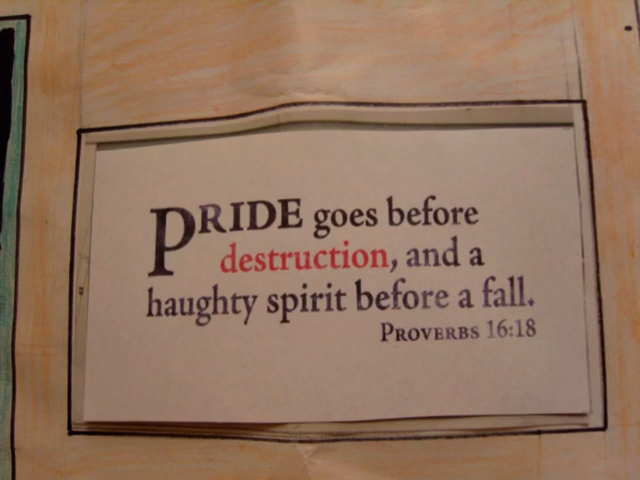 PRIDE goes before
destruction, and a
haughty spirit before a fall.
PROVERBS 16:18